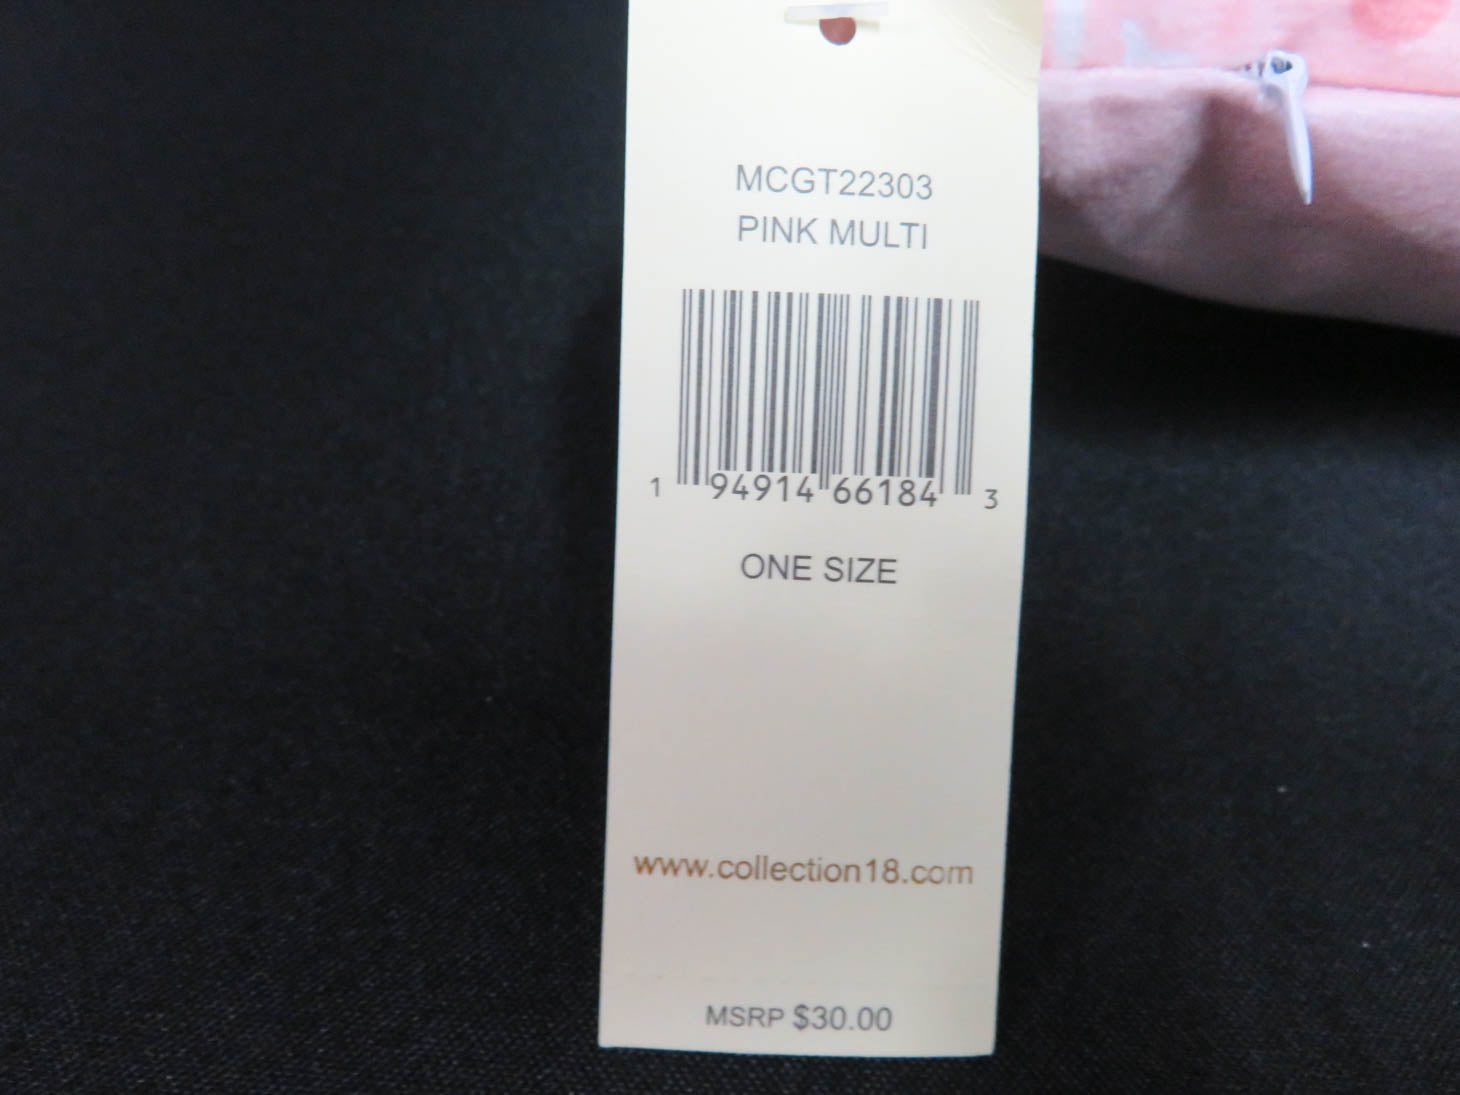 MCGT22303
PINK MULTI
1 94914 66184 3
ONE SIZE
www.collection18.com
MSRP $30.00